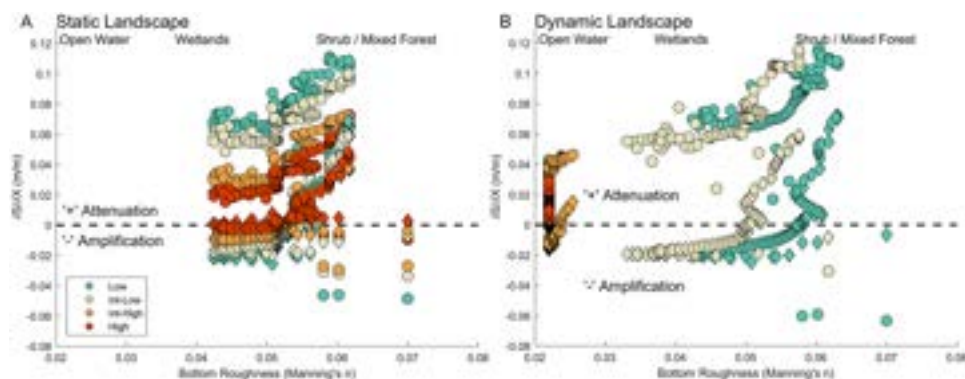 A Static Landscape
Open Water Wetlands Shrub / Mixed Forest
0.12
0.1
0.08
0.06
0.04
0.02
0
-0.02
-0.04
-0.06
-0.08
"+" Attenuation
"-" Amplification
Low
Int-Low
Int-High
High
0.02 0.03 0.04 0.05 0.06 0.07 0.08
Bottom Roughness (Manning's n)
B Dynamic Landscape
Open Water Wetlands Shrub / Mixed Forest
0.12
0.1
0.08
0.06
0.04
0.02
0
-0.02
-0.04
-0.06
-0.08
"+" Attenuation
"-" Amplification
0.02 0.03 0.04 0.05 0.06 0.07 0.08
Bottom Roughness (Manning's n)